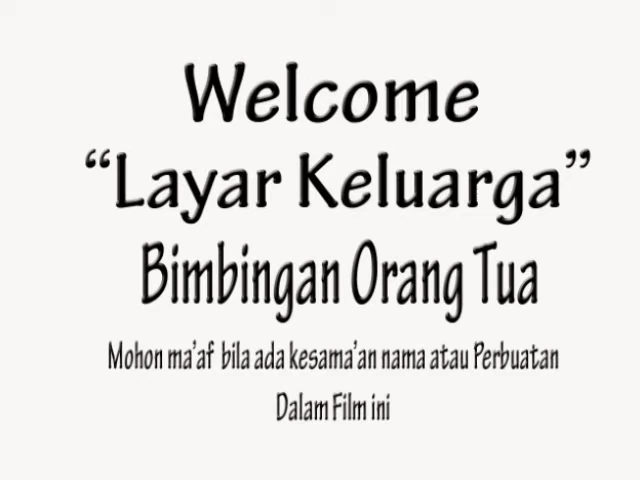 Welcome
“Layar Keluarga”
Bimbingan Orang Tua
Mohon ma’af bila ada kesama’an nama atau Perbuatan
Dalam Film ini